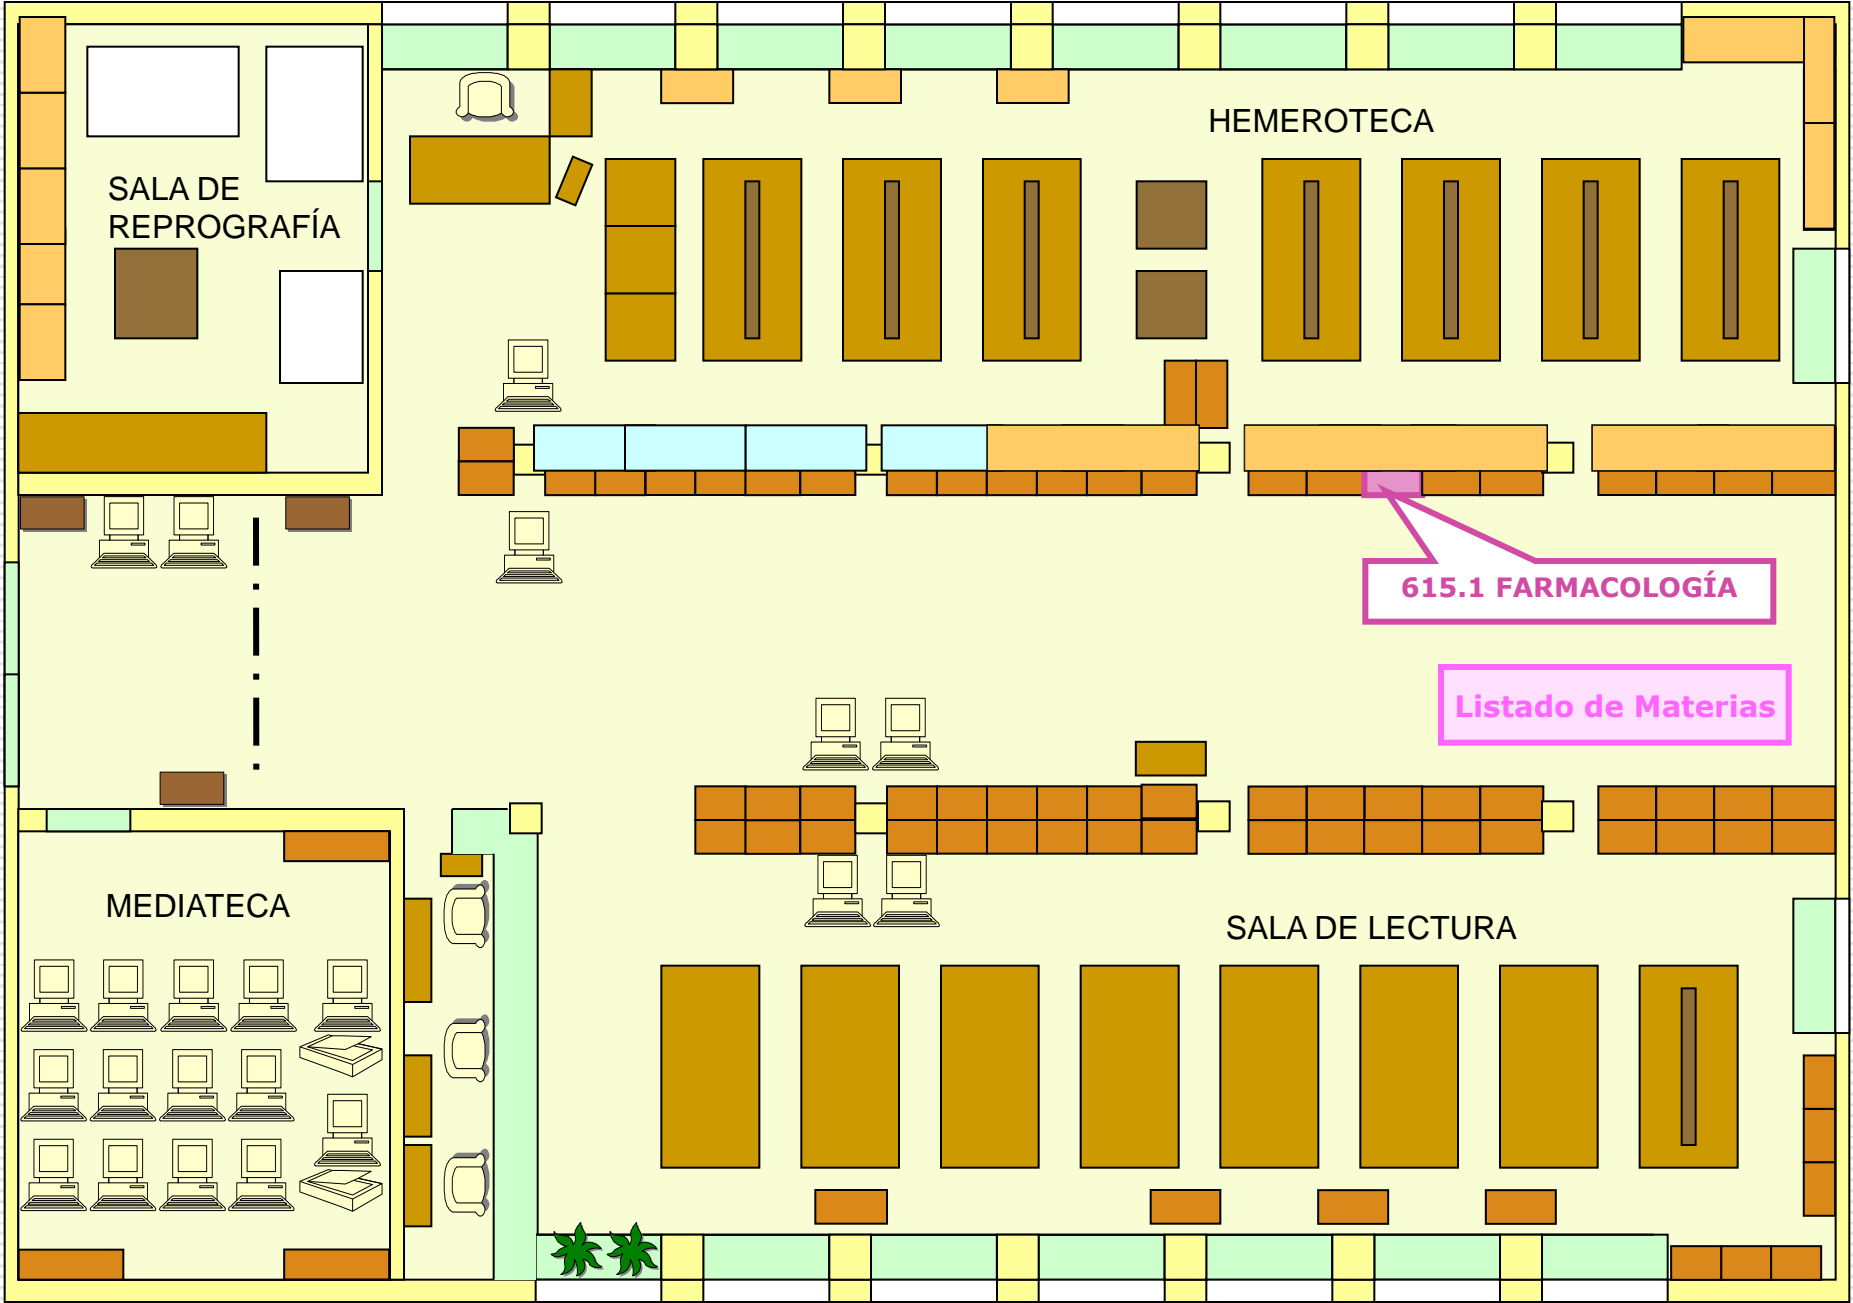 HEMEROTECA
SALA DE
REPROGRAFÍA
615.1 FARMACOLOGÍA
Listado de Materias
MEDIATECA
SALA DE LECTURA